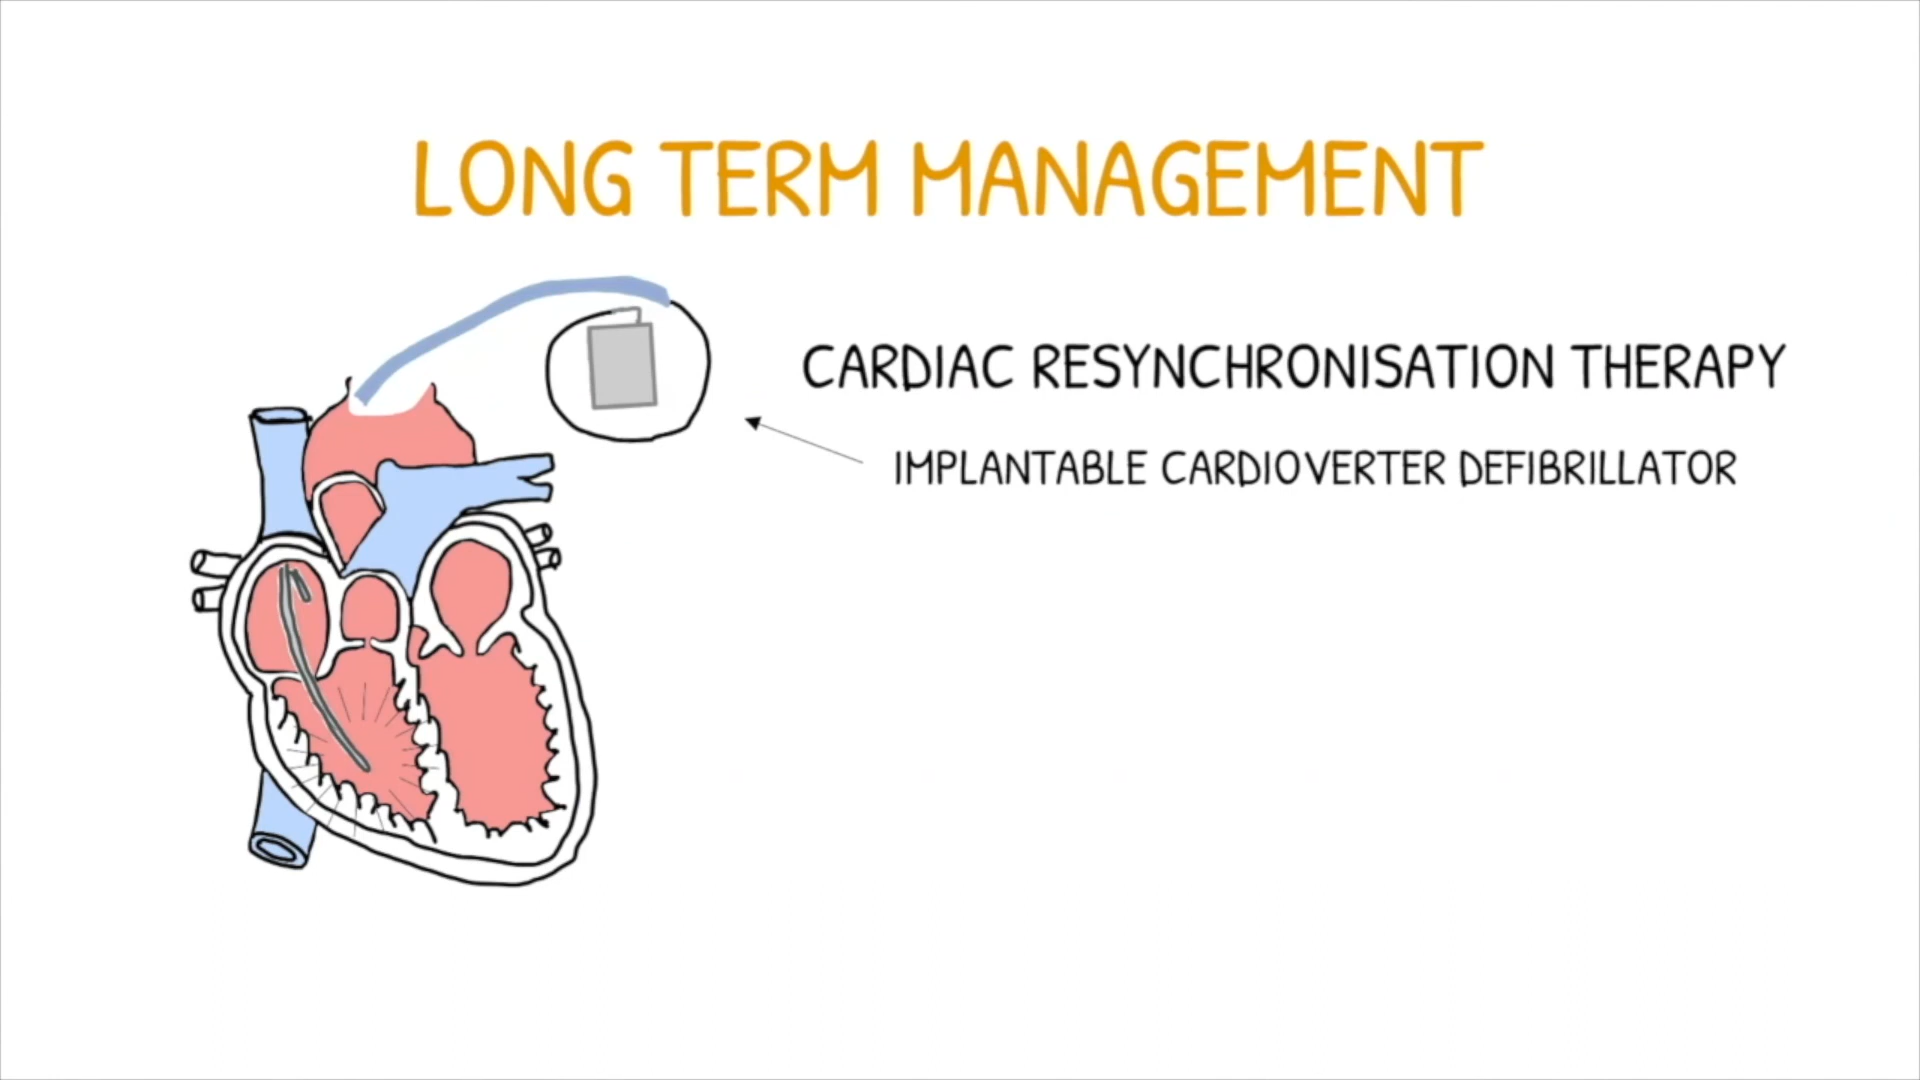 LONG TERM MANAGEMENT
CARDIAC RESYNCHRONISATION THERAPY
IMPLANTABLE CARDIOVERTER DEFIBRILLATOR